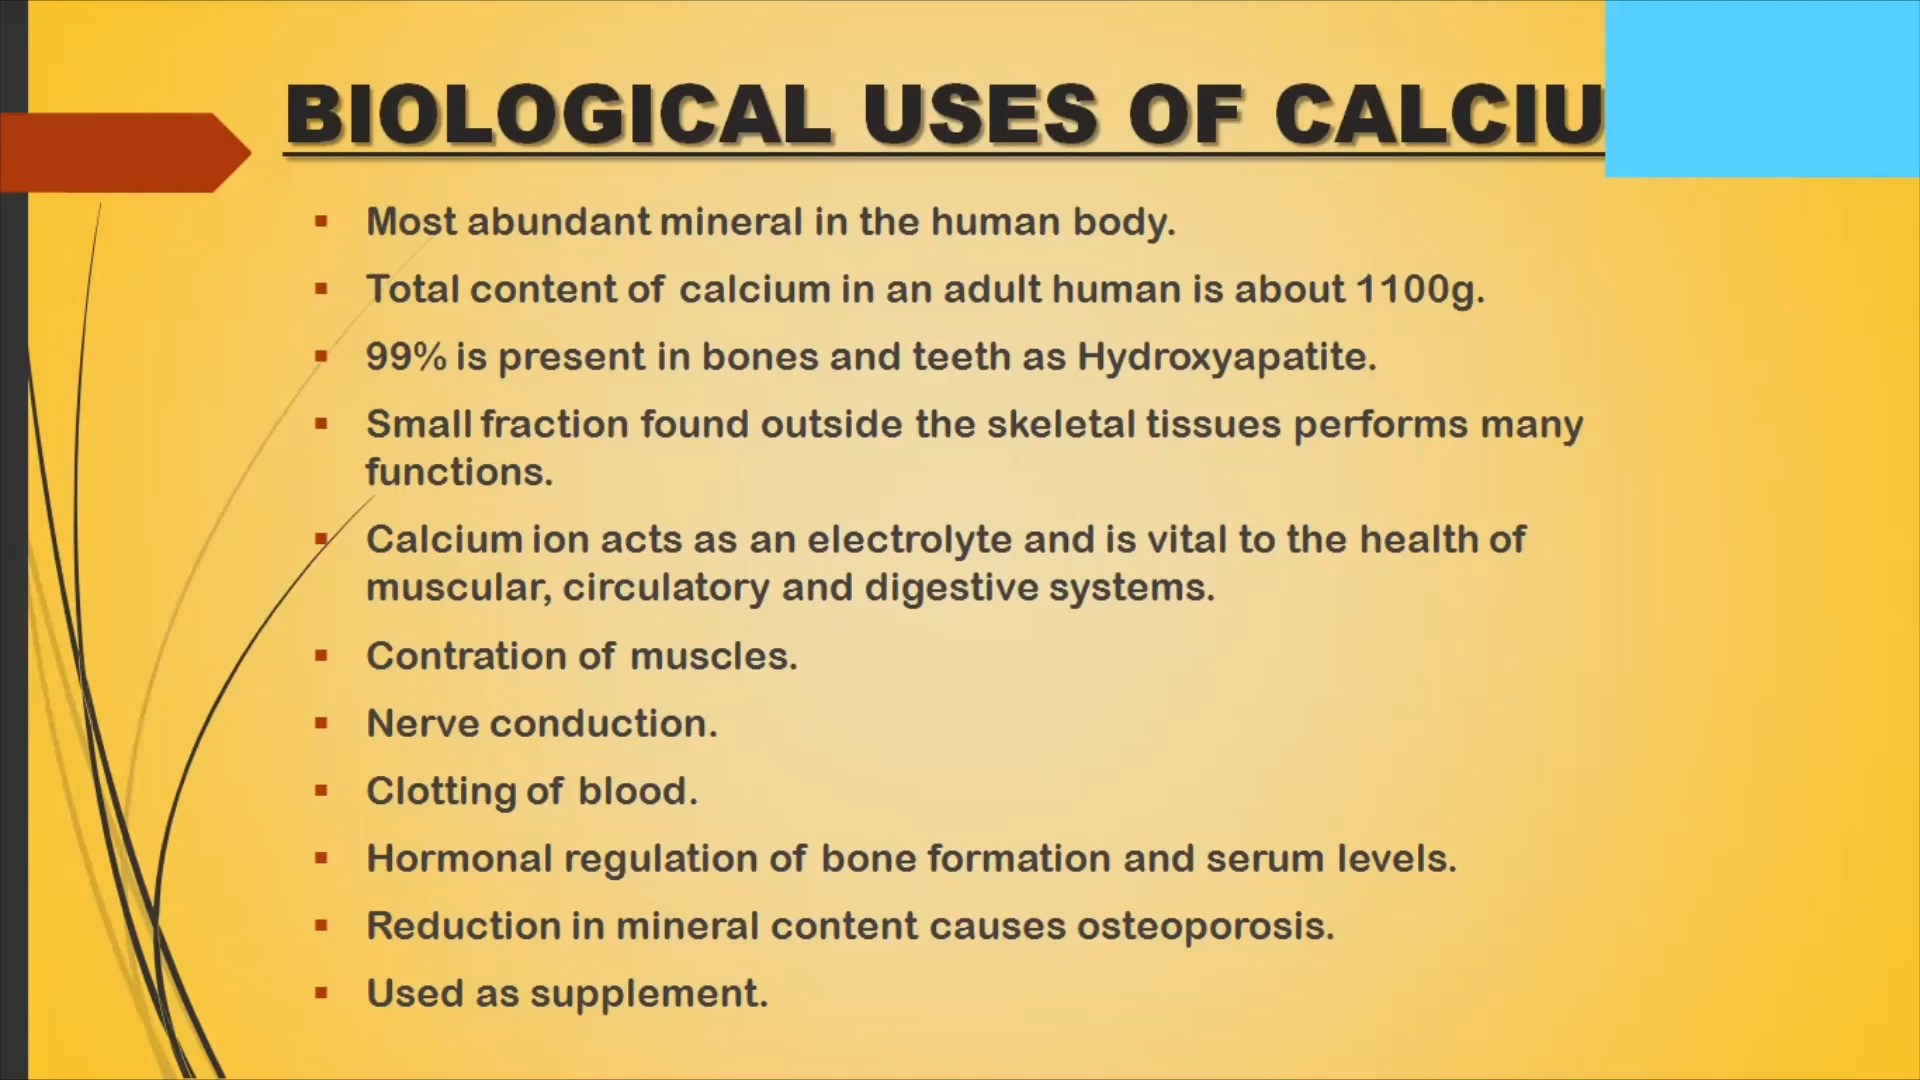 BIOLOGICAL USES OF CALCIU
Most abundant mineral in the human body.
Total content of calcium in an adult human is about 1100g.
99% is present in bones and teeth as Hydroxyapatite.
Small fraction found outside the skeletal tissues performs many
functions.
Calcium ion acts as an electrolyte and is vital to the health of
muscular, circulatory and digestive systems.
Contration of muscles.
Nerve conduction.
Clotting of blood.
Hormonal regulation of bone formation and serum levels.
Reduction in mineral content causes osteoporosis.
Used as supplement.